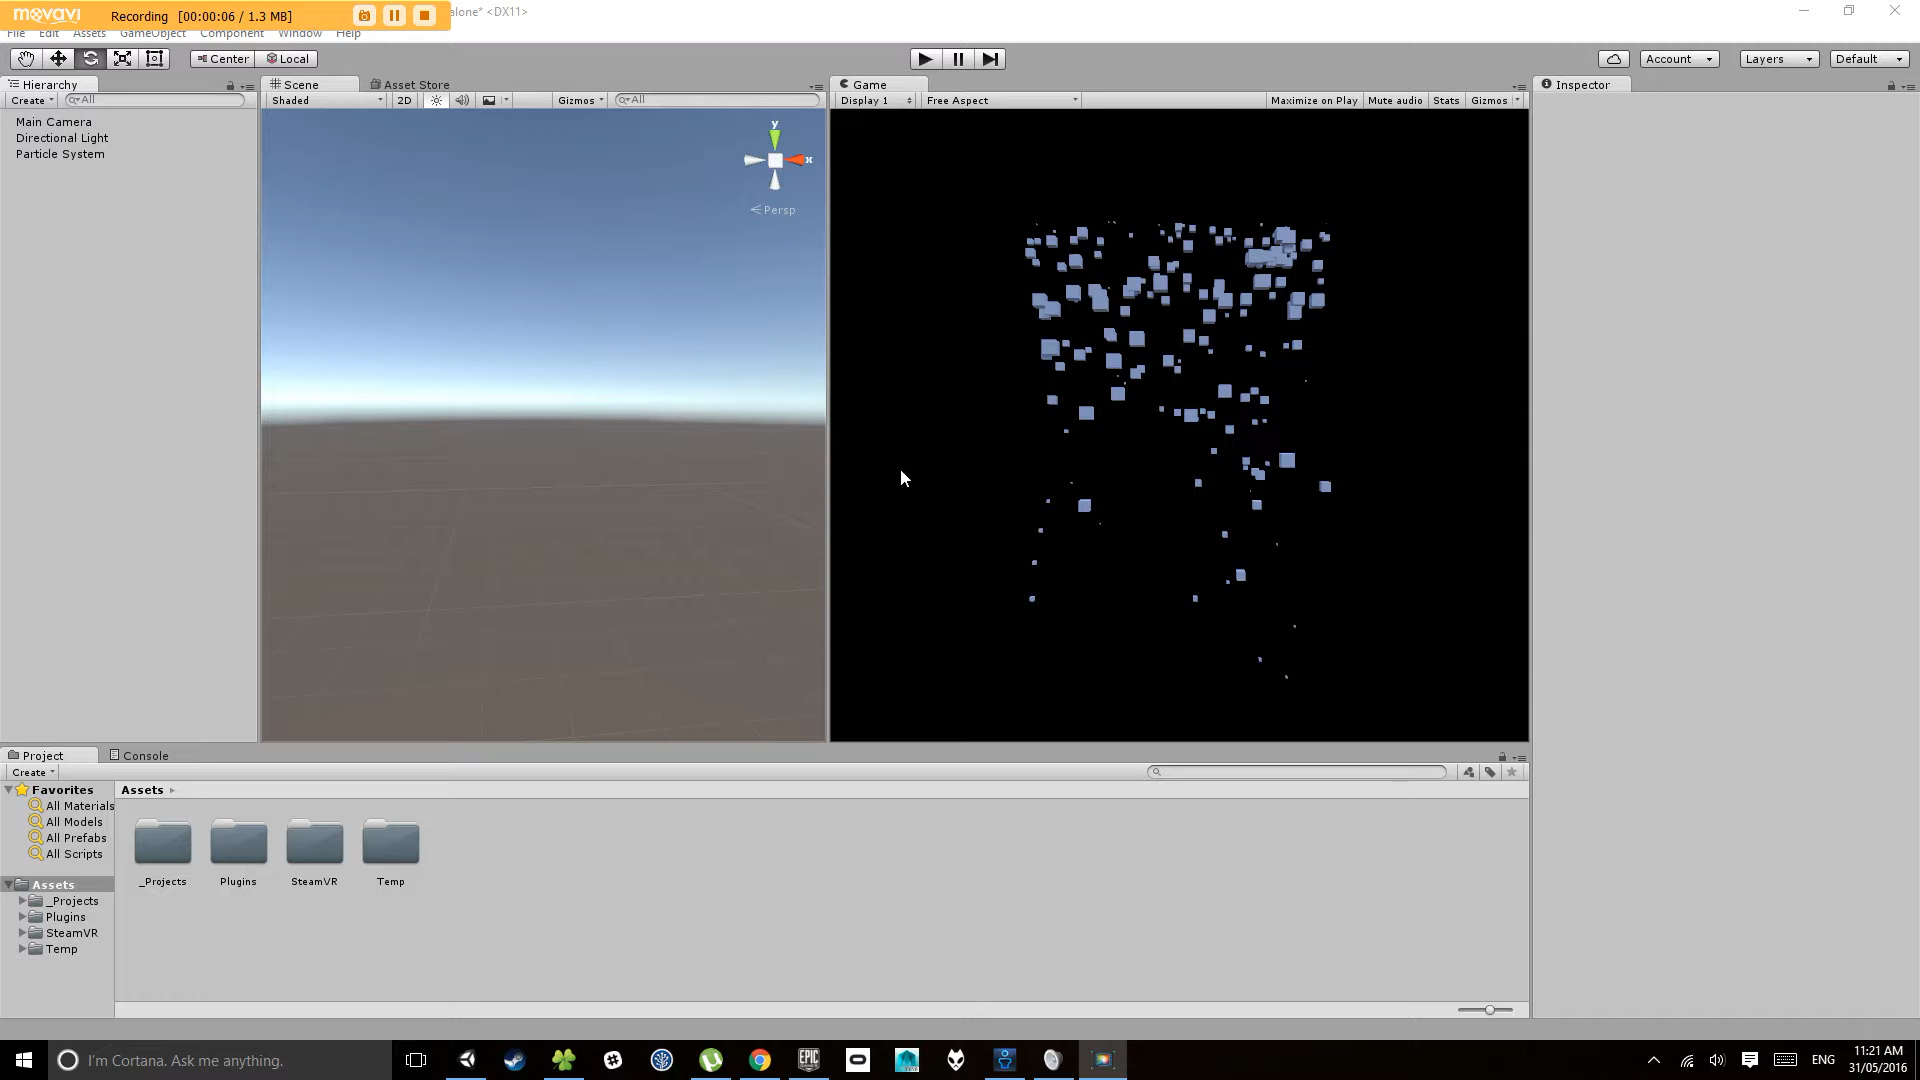 movavi Recording [00:00:06 / 1.3 MB] alone* <DX11>
File Edit Assets GameObject Component Window Help
Center Local Account Layers Default
Hierarchy Scene Asset Store Game Inspector
Create All Shaded 2D Gizmos All Display 1 Free Aspect Maximize on Play Mute audio Stats Gizmos
Main Camera
Directional Light
Particle System
y
x
Persp
Project Console
Create
Favorites Assets
All Materials
All Models
All Prefabs
All Scripts
_Projects Plugins SteamVR Temp
Assets
_Projects
Plugins
SteamVR
Temp
I'm Cortana. Ask me anything. EPIC GAMES ENG 11:21 AM
31/05/2016